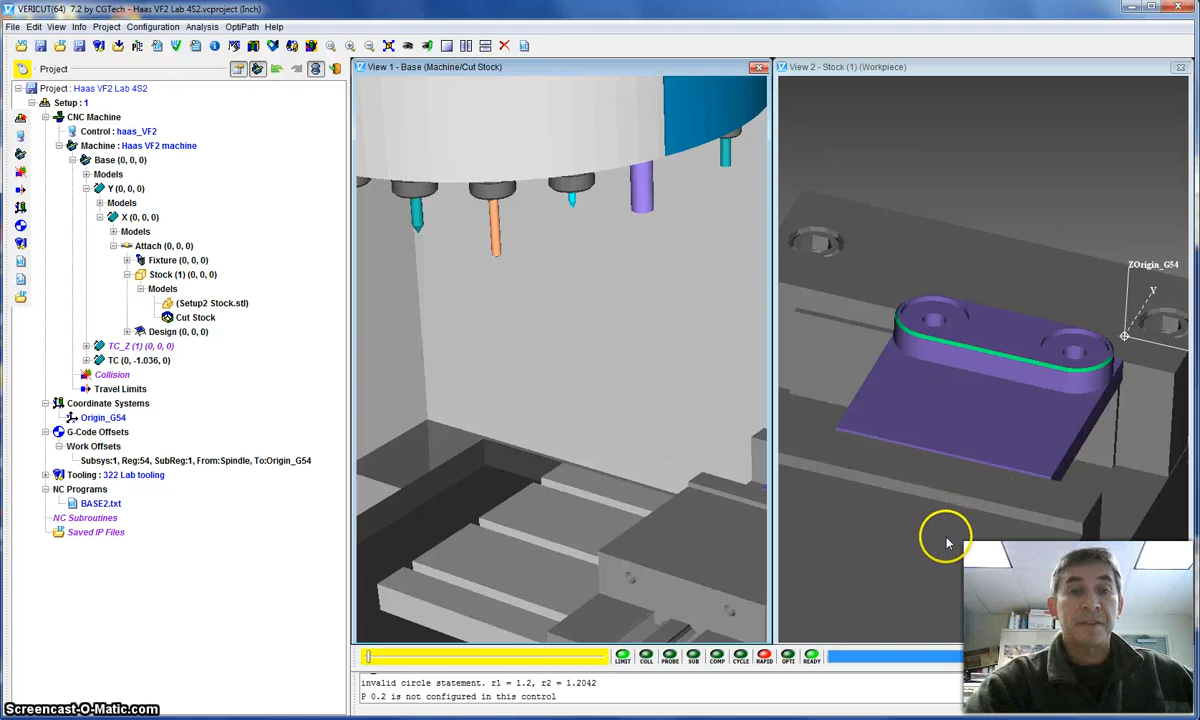 VERICUT(64) 7.2 by CGTech - Haas VF2 Lab 4S2.vcproject (Inch)
File Edit View Info Project Configuration Analysis OptiPath Help
Project
Project: Haas VF2 Lab 4S2
Setup: 1
CNC Machine
Control: haas_VF2
Machine: Haas VF2 machine
Base (0, 0, 0)
Models
Y (0, 0, 0)
Models
X (0, 0, 0)
Models
Attach (0, 0, 0)
Fixture (0, 0, 0)
Stock (1) (0, 0, 0)
Models
(Setup2 Stock.stl)
Cut Stock
Design (0, 0, 0)
TC_Z (1) (0, 0, 0)
TC (0, -1.036, 0)
Collision
Travel Limits
Coordinate Systems
Origin_G54
G-Code Offsets
Work Offsets
Subsys:1, Reg:54, SubReg:1, From:Spindle, To:Origin_G54
Tooling: 322 Lab tooling
NC Programs
BASE2.txt
NC Subroutines
Saved IP Files
View 1 - Base (Machine/Cut Stock)
View 2 - Stock (1) (Workpiece)
ZOrigin_G54
Y
LIMIT COLL PROBE SUB COMP CYCLE RAPID OPTI READY
invalid circle statement. r1 = 1.2, r2 = 1.2042
P 0.2 is not configured in this control
Screencast-O-Matic.com